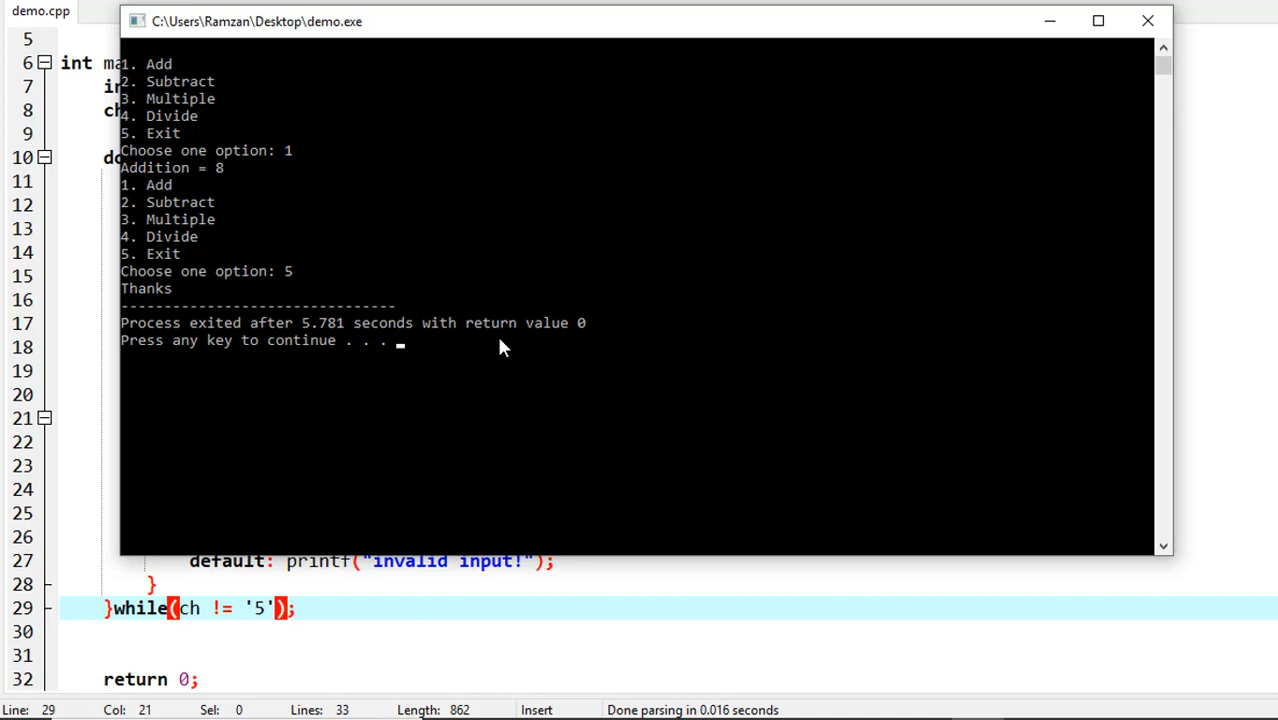 demo.cpp
C:\Users\Ramzan\Desktop\demo.exe
1. Add
2. Subtract
3. Multiple
4. Divide
5. Exit
Choose one option: 1
Addition = 8
1. Add
2. Subtract
3. Multiple
4. Divide
5. Exit
Choose one option: 5
Thanks
--------------------------------
Process exited after 5.781 seconds with return value 0
Press any key to continue . . .
5
6 int ma
7 in
8 ch
9
10 do
11
12
13
14
15
16
17
18
19
20
21
22
23
24
25
26
27 default: printf("invalid input!");
28 }
29 }while(ch != '5');
30
31
32 return 0;
Line: 29 Col: 21 Sel: 0 Lines: 33 Length: 862 Insert Done parsing in 0.016 seconds